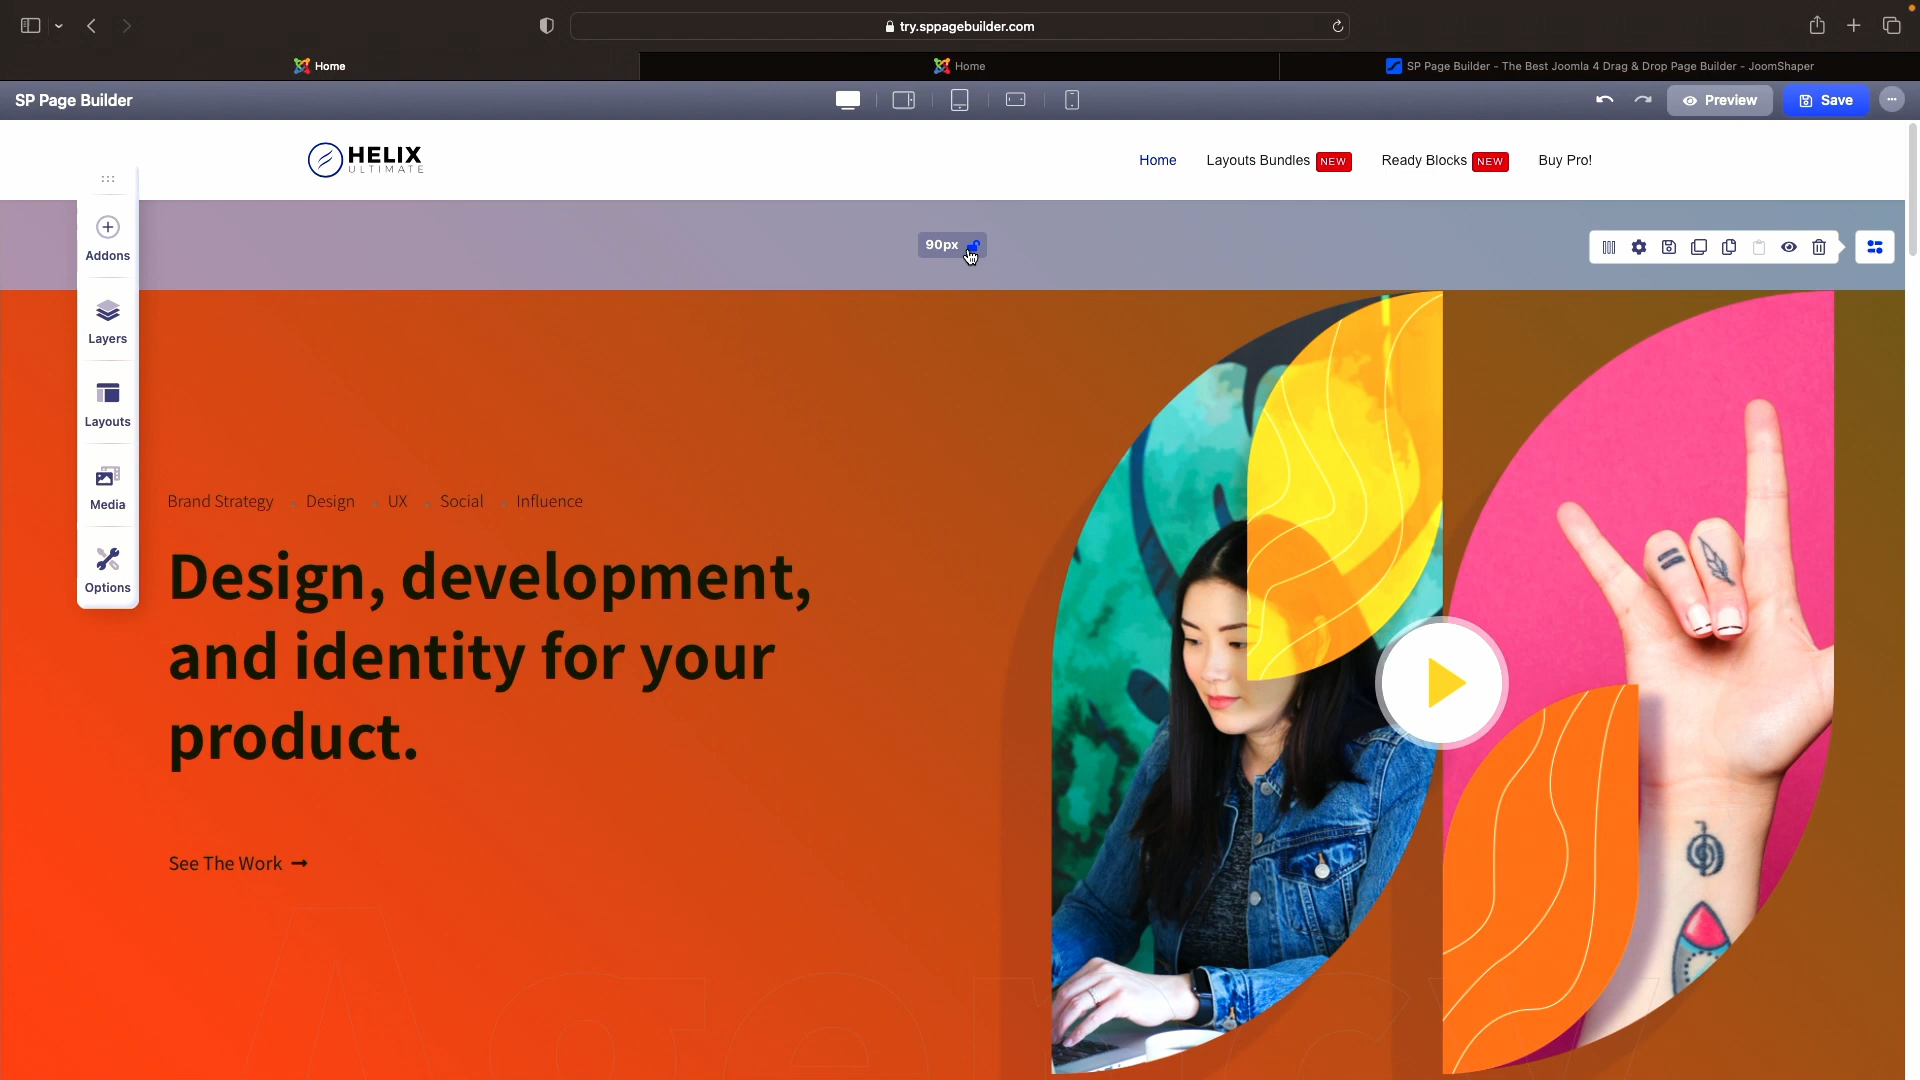 try.sppagebuilder.com
Home
Home
SP Page Builder - The Best Joomla 4 Drag & Drop Page Builder - JoomShaper
SP Page Builder
Preview
Save
HELIX
ULTIMATE
Home
Layouts Bundles NEW
Ready Blocks NEW
Buy Pro!
90px
Addons
Layers
Layouts
Media
Options
Brand Strategy
Design
UX
Social
Influence
Design, development,
and identity for your
product.
See The Work →
Agency